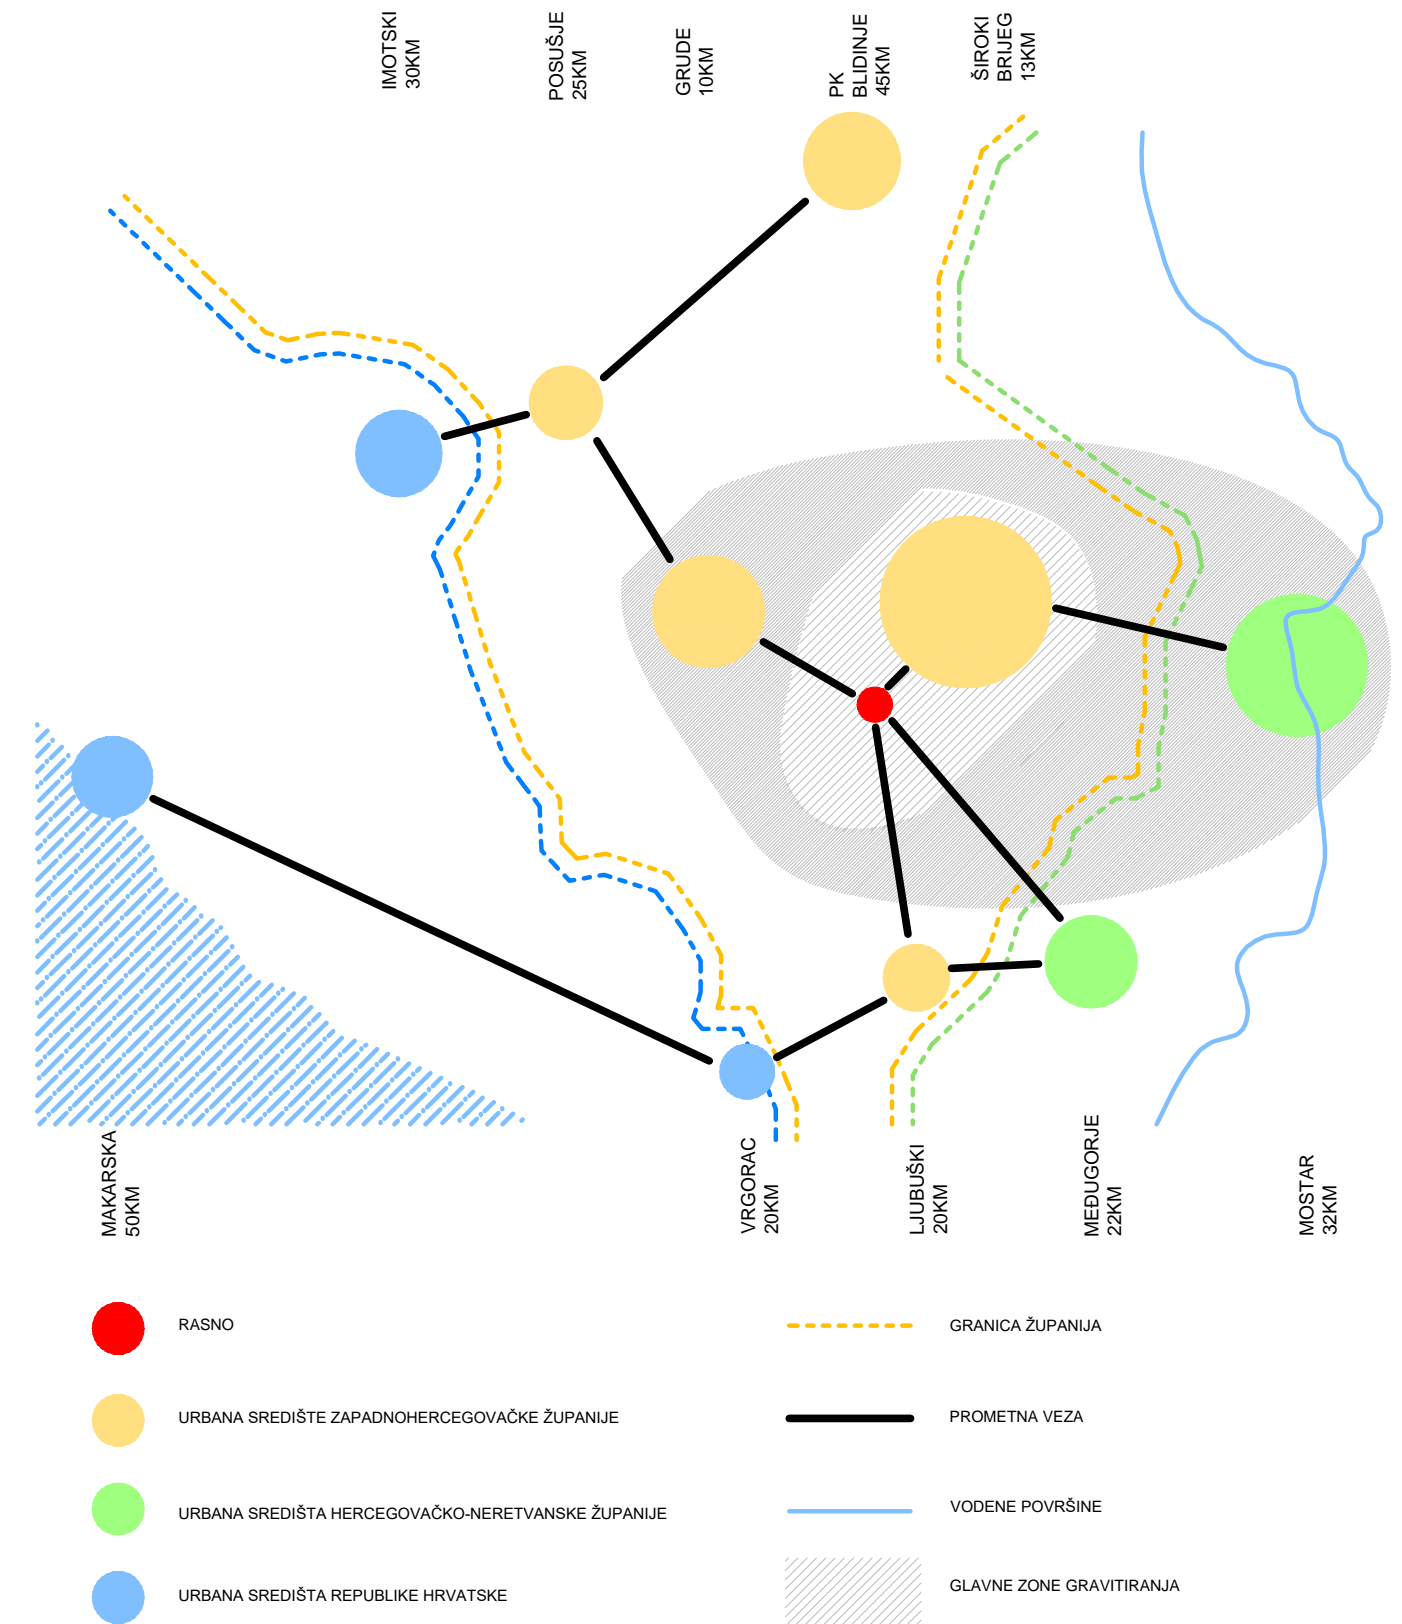 IMOTSKI
30KM
POSUŠJE
25KM
GRUDE
10KM
PK
BLIDINJE
45KM
ŠIROKI
BRIJEG
13KM
MAKARSKA
50KM
VRGORAC
20KM
LJUBUŠKI
20KM
MEĐUGORJE
22KM
MOSTAR
32KM
RASNO
URBANA SREDIŠTE ZAPADNOHERCEGOVAČKE ŽUPANIJE
URBANA SREDIŠTA HERCEGOVAČKO-NERETVANSKE ŽUPANIJE
URBANA SREDIŠTA REPUBLIKE HRVATSKE
GRANICA ŽUPANIJA
PROMETNA VEZA
VODENE POVRŠINE
GLAVNE ZONE GRAVITIRANJA